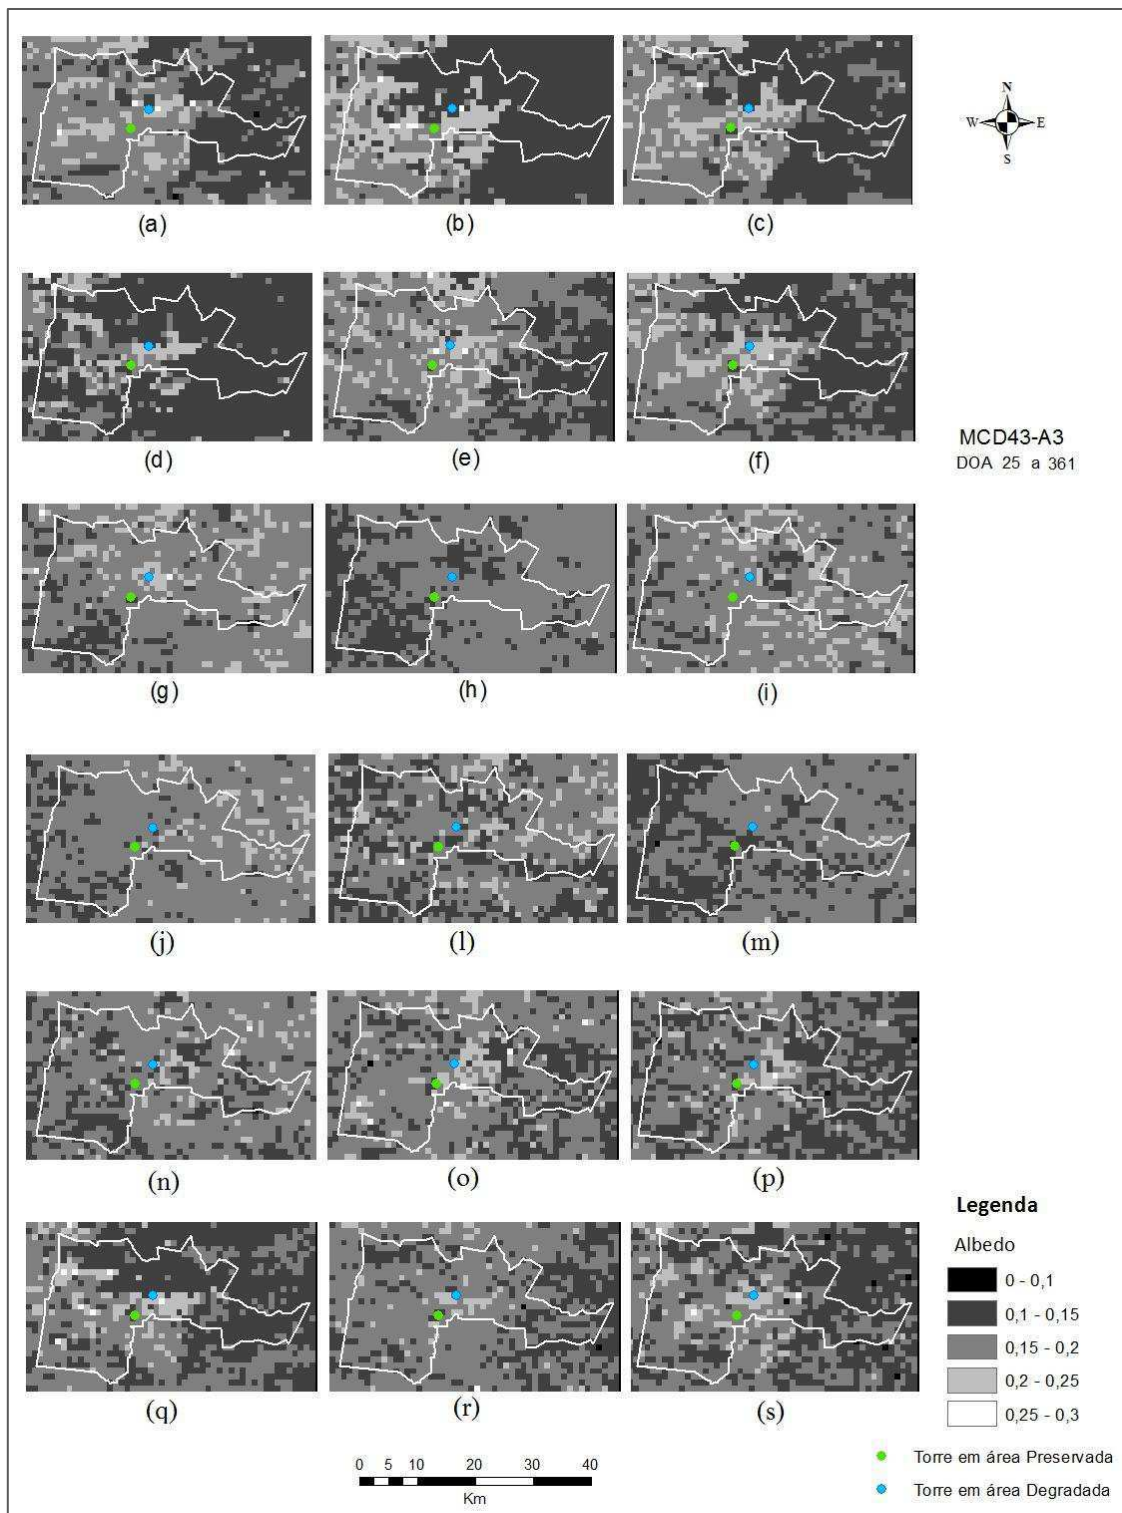 (a)
(b)
(c)
N
W
E
S
(d)
(e)
(f)
MCD43-A3
DOA 25 a 361
(g)
(h)
(i)
(j)
(l)
(m)
(n)
(o)
(p)
(q)
(r)
(s)
Legenda
Albedo
0 - 0,1
0,1 - 0,15
0,15 - 0,2
0,2 - 0,25
0,25 - 0,3
Torre em área Preservada
Torre em área Degradada
0 5 10 20 30 40
Km